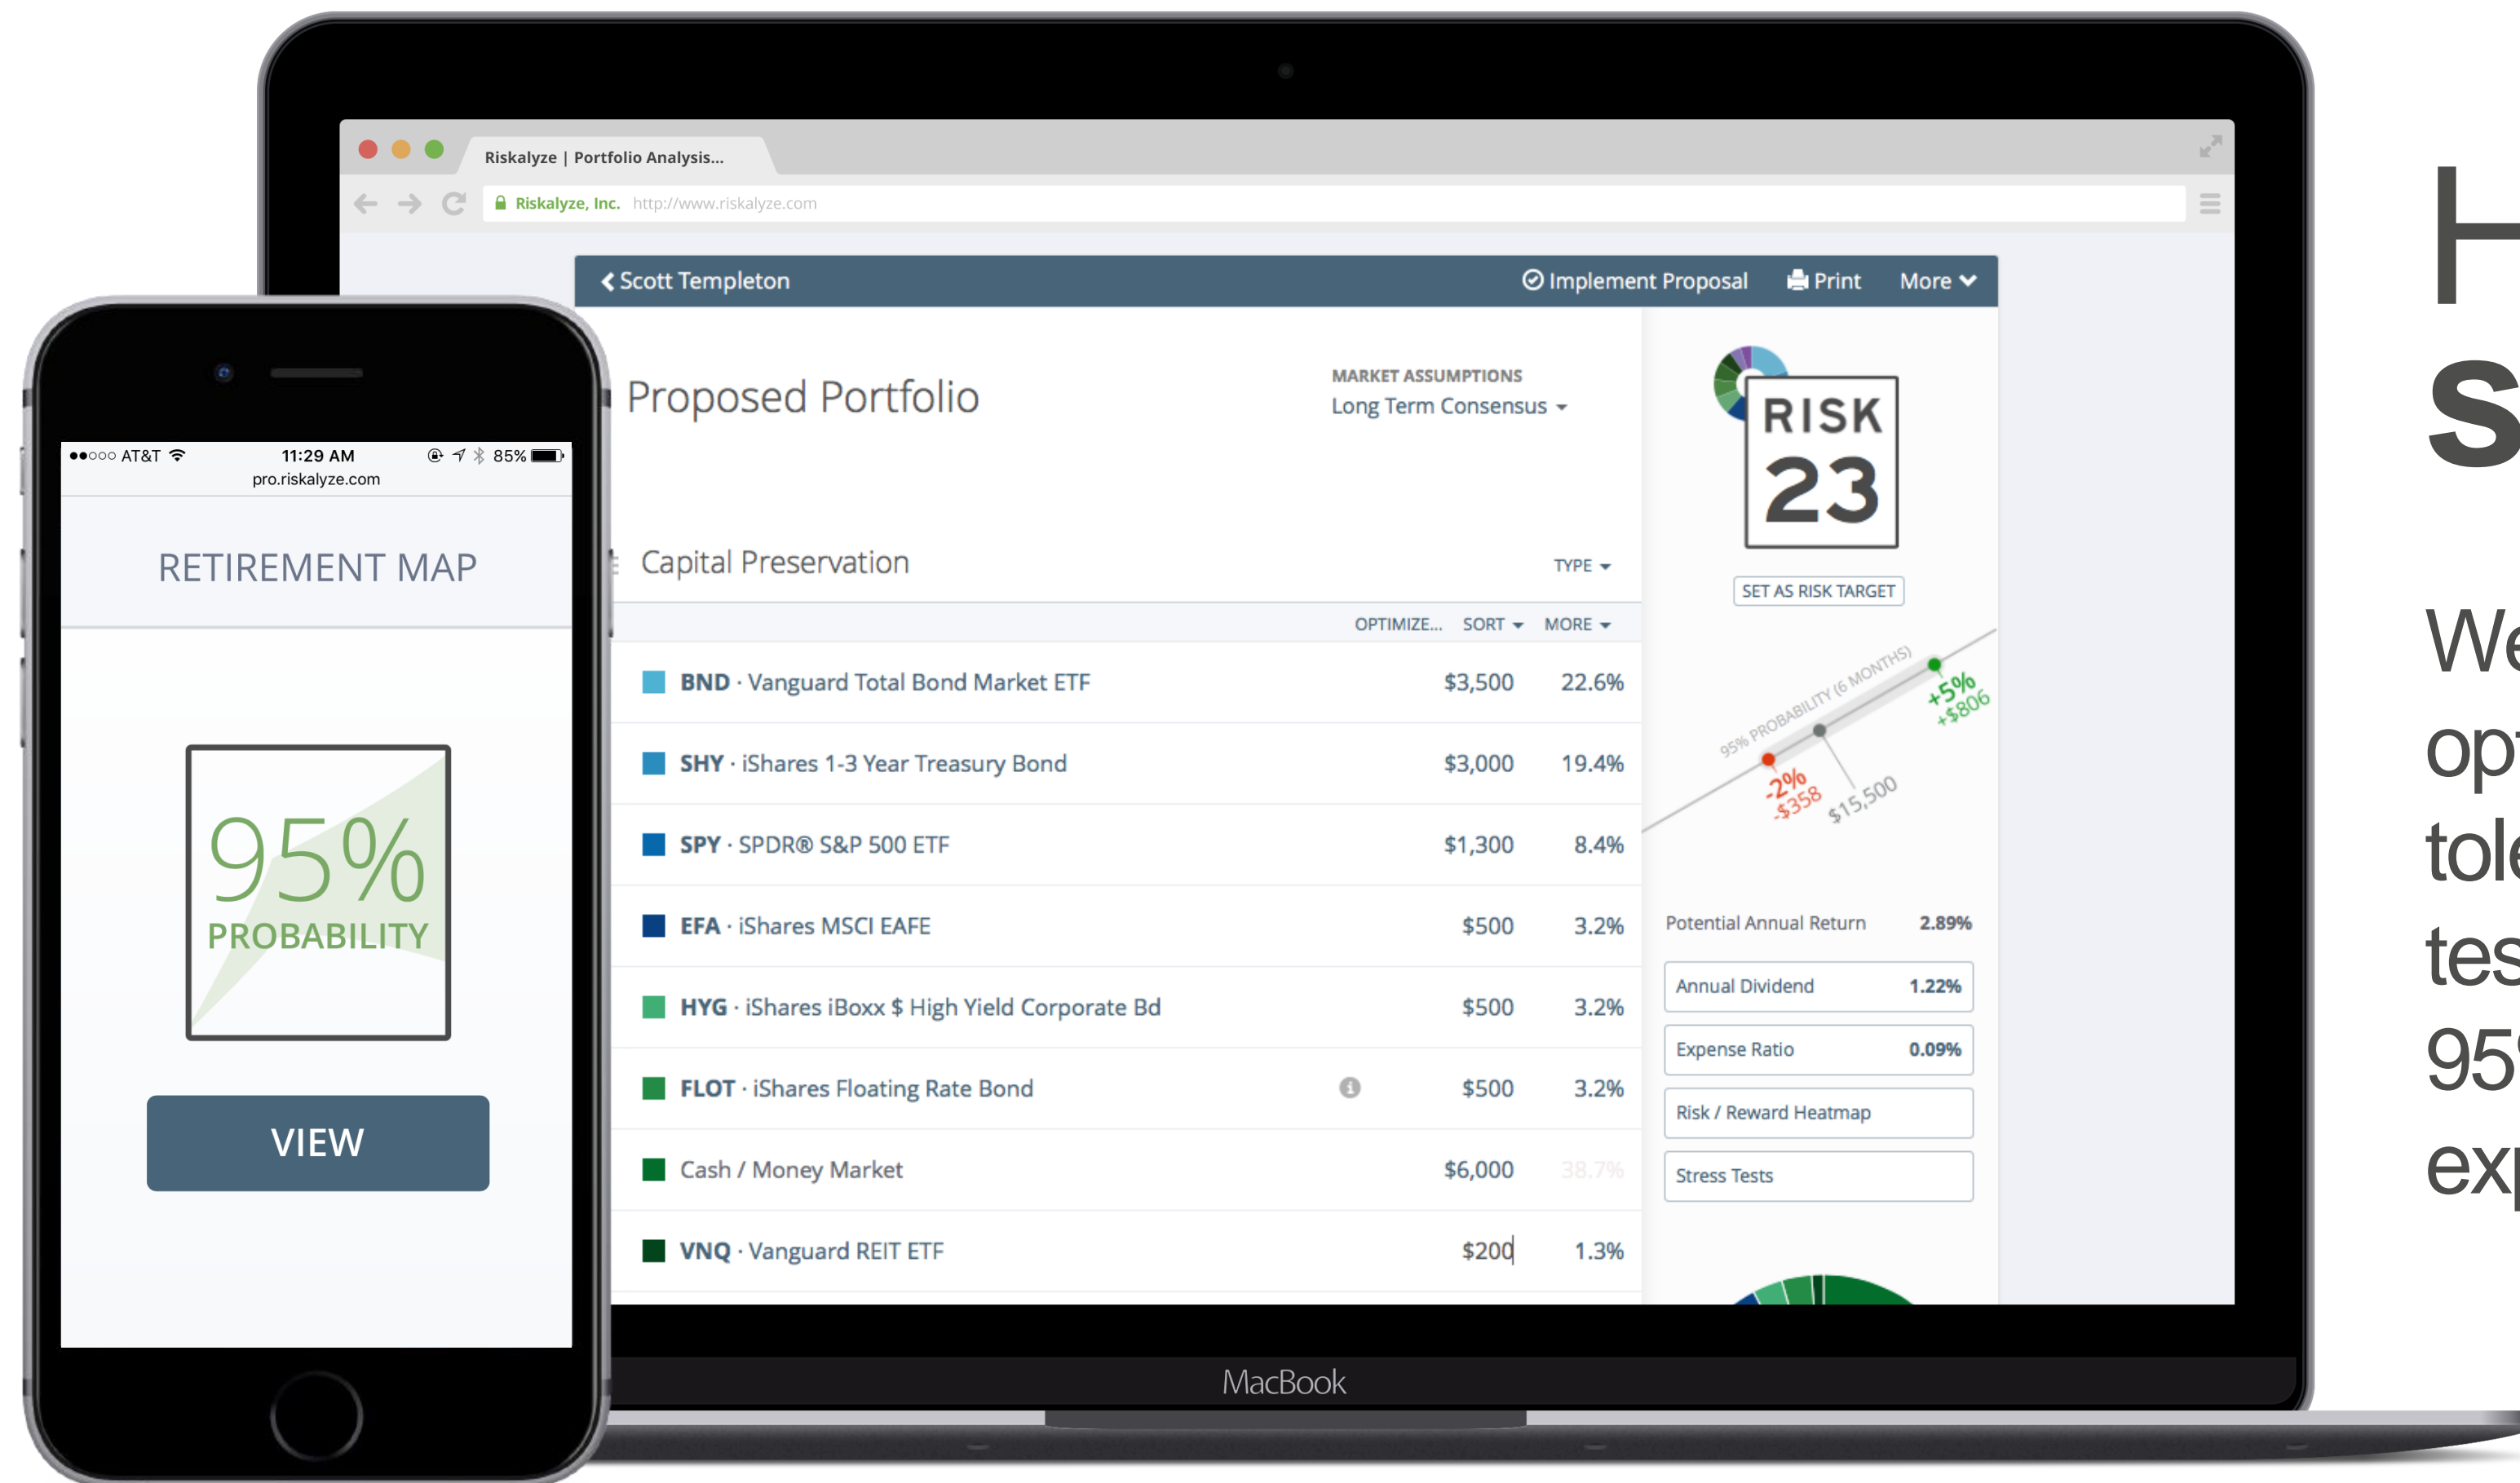 Riskalyze | Portfolio Analysis...
Riskalyze, Inc. http://www.riskalyze.com
Scott Templeton
Implement Proposal Print More
Proposed Portfolio
MARKET ASSUMPTIONS
Long Term Consensus
Capital Preservation
TYPE
OPTIMIZE... SORT MORE
BND · Vanguard Total Bond Market ETF $3,500 22.6%
SHY · iShares 1-3 Year Treasury Bond $3,000 19.4%
SPY · SPDR® S&P 500 ETF $1,300 8.4%
EFA · iShares MSCI EAFE $500 3.2%
HYG · iShares iBoxx $ High Yield Corporate Bd $500 3.2%
FLOT · iShares Floating Rate Bond $500 3.2%
Cash / Money Market $6,000 38.7%
VNQ · Vanguard REIT ETF $200 1.3%
RISK
23
SET AS RISK TARGET
95% PROBABILITY (6 MONTHS)
+5%
+$806
-2%
-$358
$15,500
Potential Annual Return 2.89%
Annual Dividend 1.22%
Expense Ratio 0.09%
Risk / Reward Heatmap
Stress Tests
MacBook
AT&T 11:29 AM 85%
pro.riskalyze.com
RETIREMENT MAP
95%
PROBABILITY
VIEW
H
s
We
opt
tole
tes
95
exp